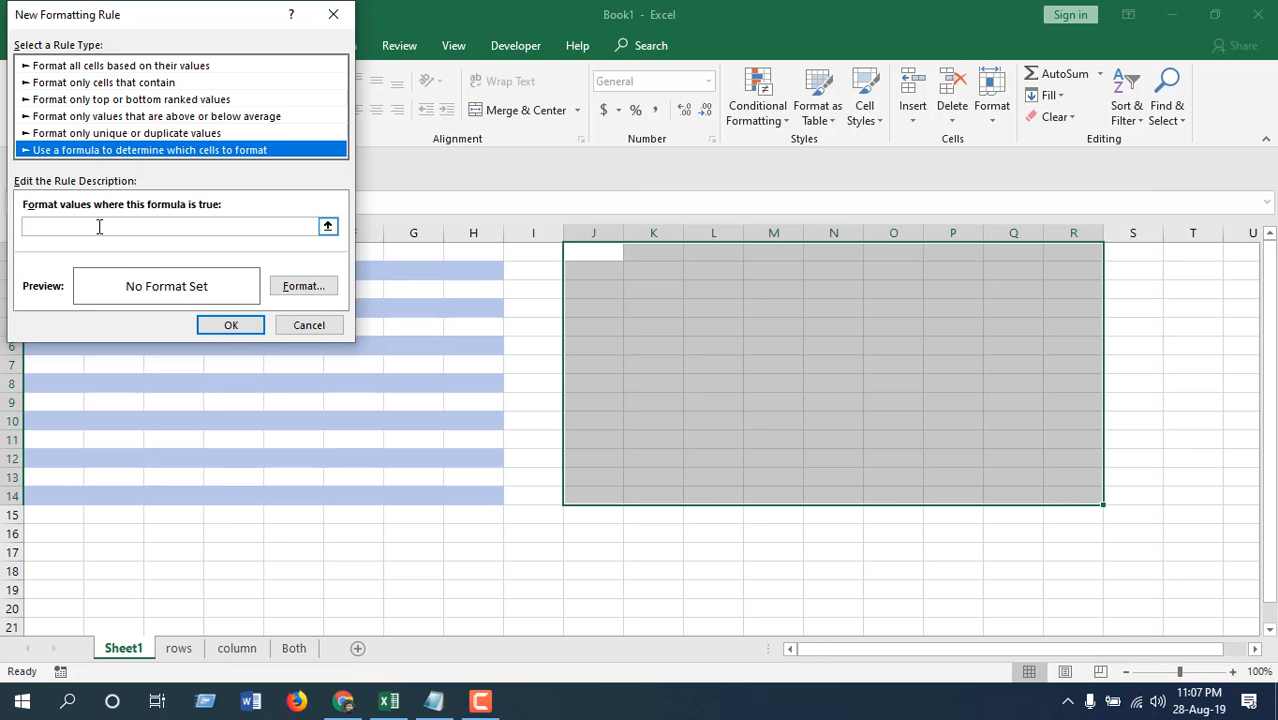 New Formatting Rule
?
Book1 - Excel
Sign in
Select a Rule Type:
► Format all cells based on their values
► Format only cells that contain
► Format only top or bottom ranked values
► Format only values that are above or below average
► Format only unique or duplicate values
► Use a formula to determine which cells to format
Edit the Rule Description:
Format values where this formula is true:
Preview:
No Format Set
Format...
OK
Cancel
Review
View
Developer
Help
Search
Share
Wrap Text
Merge & Center
Alignment
General
$ % ,
Number
Conditional Formatting
Format as Table
Cell Styles
Styles
Insert
Delete
Format
Cells
AutoSum
Fill
Clear
Sort & Filter
Find & Select
Editing
G H I J K L M N O P Q R S T U
6
7
8
9
10
11
12
13
14
15
16
17
18
19
20
21
Sheet1
rows
column
Both
Ready
100%
11:07 PM
28-Aug-19